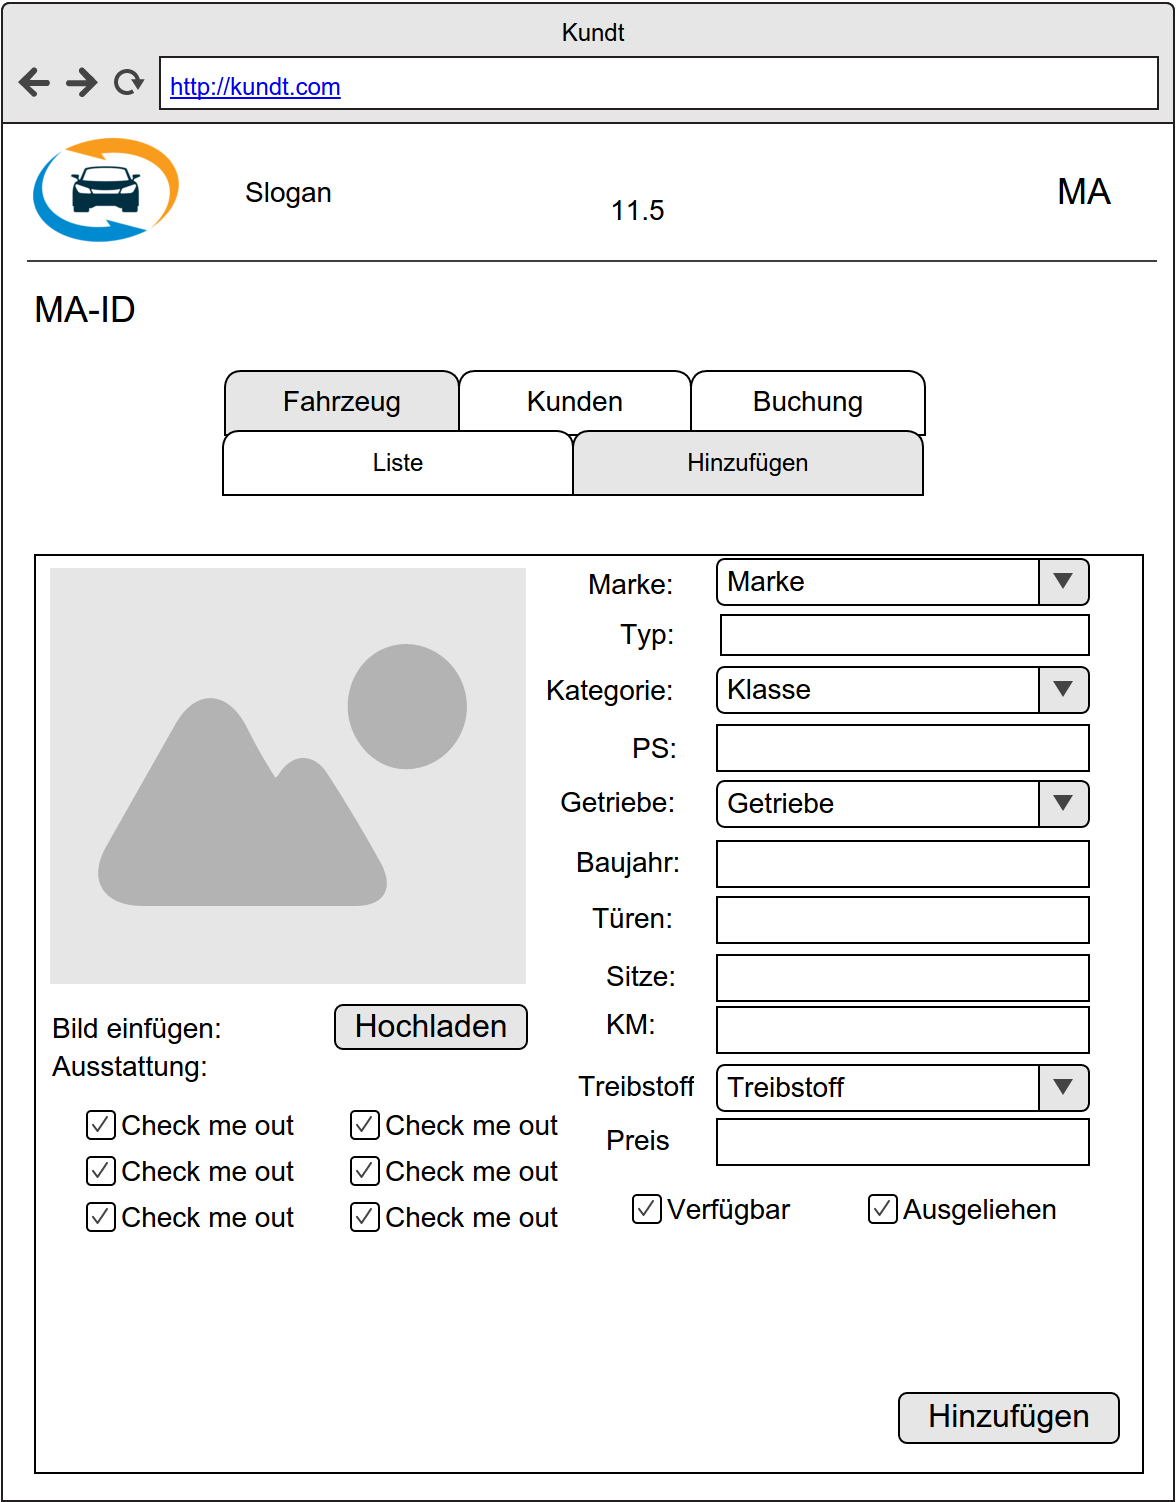 Kundt
http://kundt.com
Slogan
11.5
MA
MA-ID
Fahrzeug
Kunden
Buchung
Liste
Hinzufügen
Marke:
Marke
Typ:
Kategorie:
Klasse
PS:
Getriebe:
Getriebe
Baujahr:
Türen:
Sitze:
KM:
Treibstoff
Treibstoff
Preis
Verfügbar
Ausgeliehen
Bild einfügen:
Hochladen
Ausstattung:
Check me out
Check me out
Check me out
Check me out
Check me out
Check me out
Hinzufügen